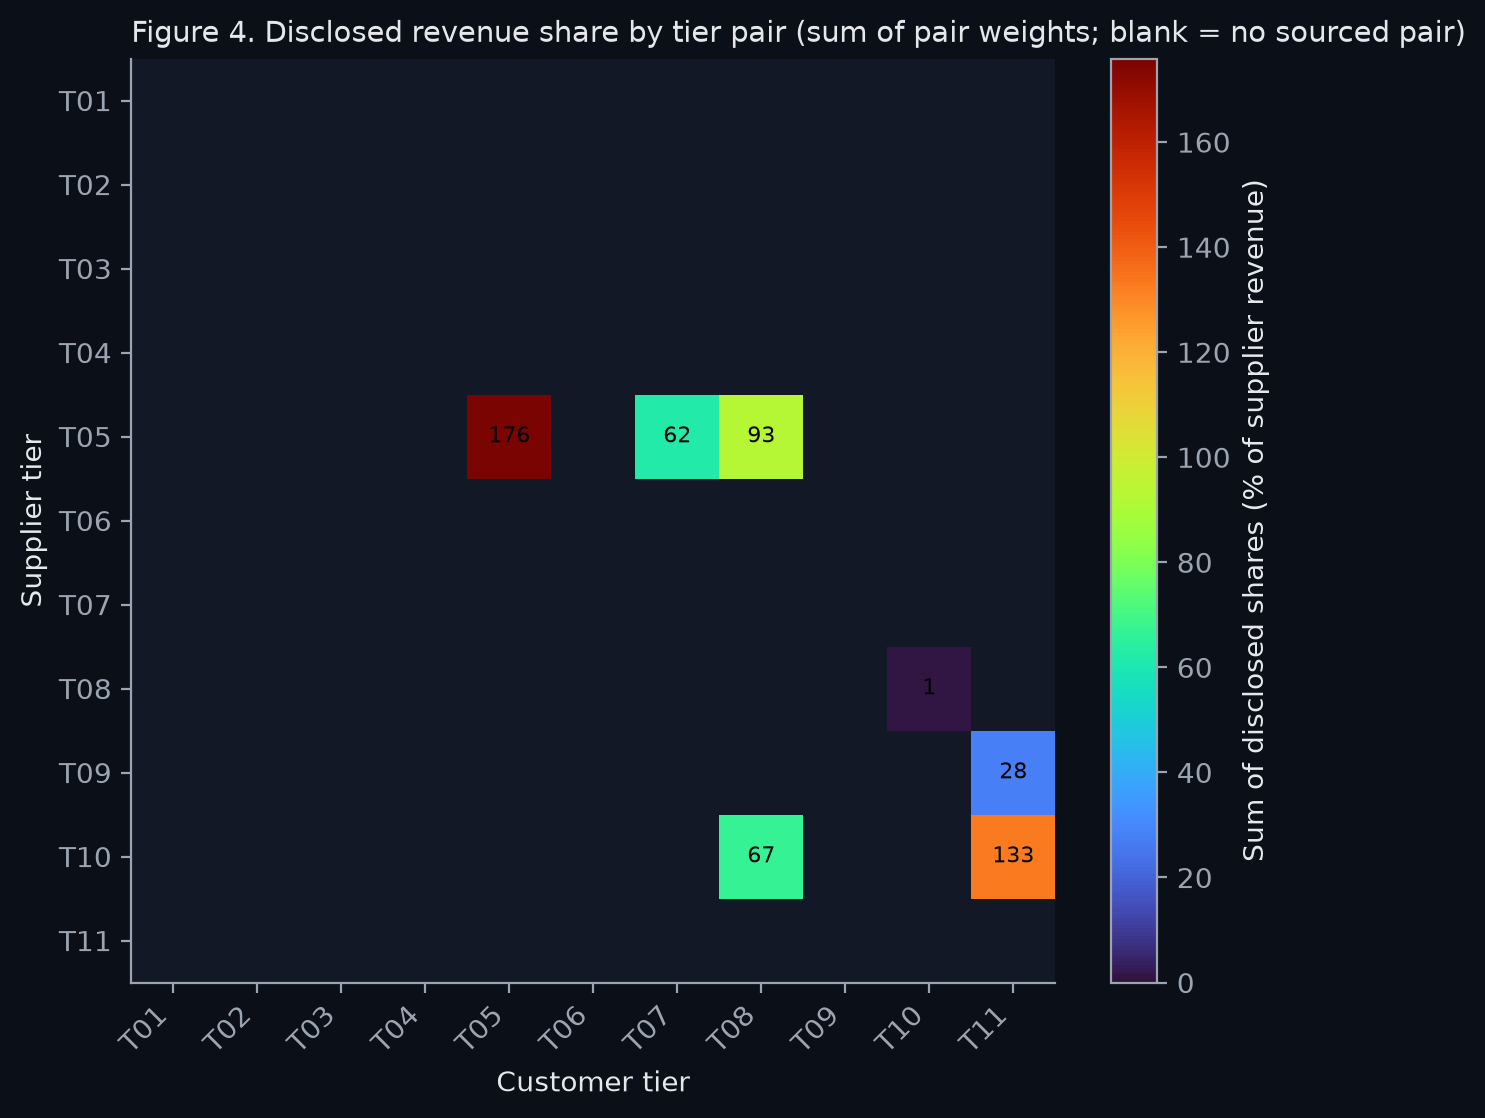 Figure 4. Disclosed revenue share by tier pair (sum of pair weights; blank = no sourced pair)
Supplier tier
T01
T02
T03
T04
T05
T06
T07
T08
T09
T10
T11
176 62 93
1
28
67 133
T01 T02 T03 T04 T05 T06 T07 T08 T09 T10 T11
Customer tier
160
140
120
100
80
60
40
20
0
Sum of disclosed shares (% of supplier revenue)